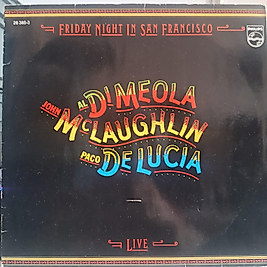 FRIDAY NIGHT IN SAN FRANCISCO
PHILIPS
AL DI MEOLA
JOHN McLAUGHLIN
PACO DE LUCIA
LIVE